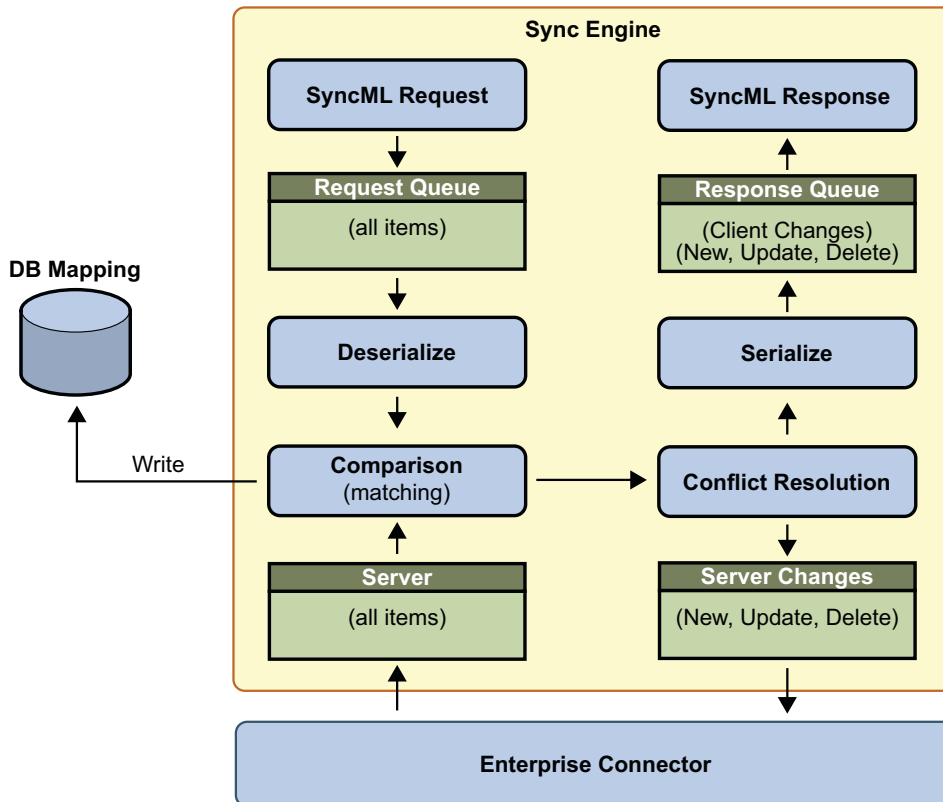 Sync Engine
SyncML Request
SyncML Response
Request Queue
(all items)
Response Queue
(Client Changes)
(New, Update, Delete)
DB Mapping
Deserialize
Serialize
Write
Comparison
(matching)
Conflict Resolution
Server
(all items)
Server Changes
(New, Update, Delete)
Enterprise Connector